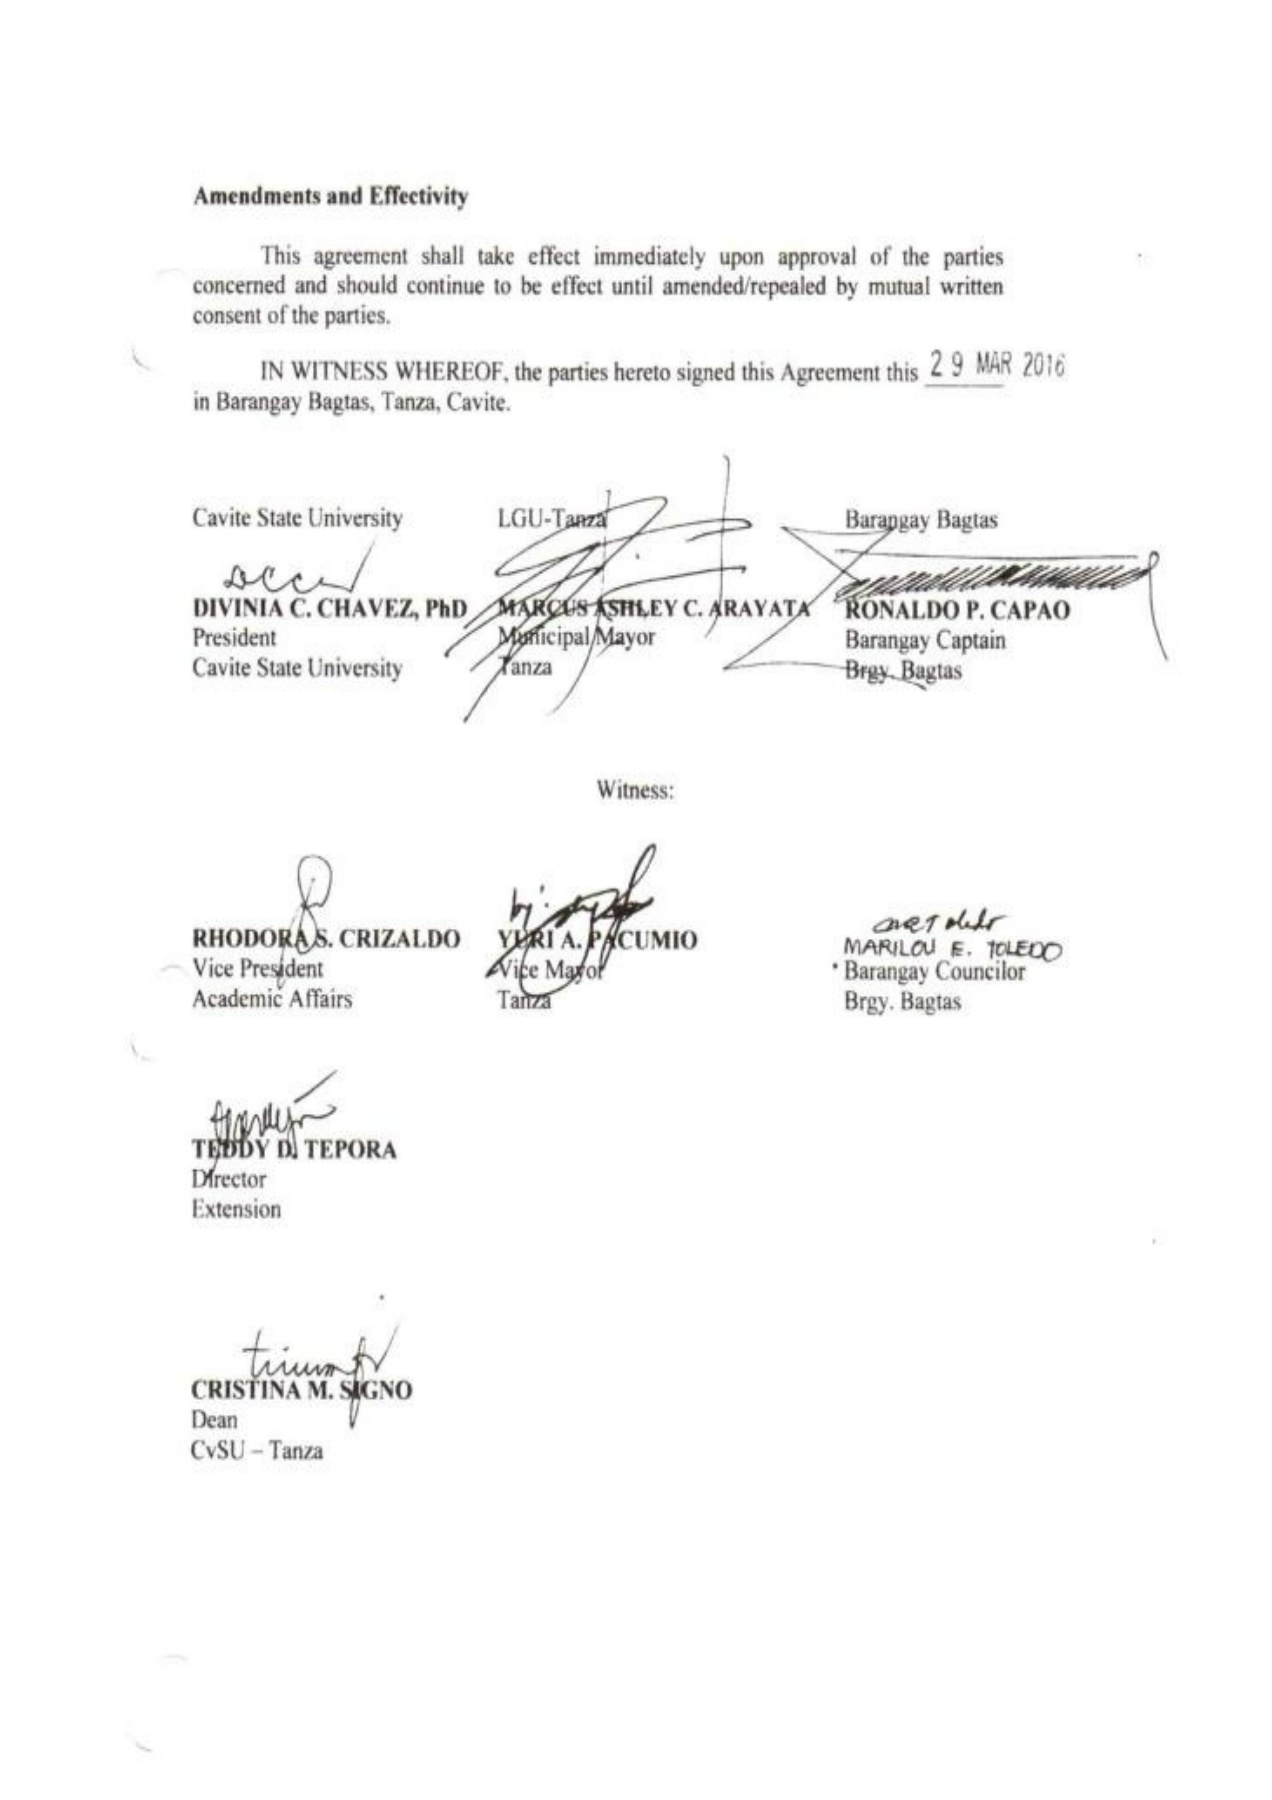 Amendments and Effectivity
This agreement shall take effect immediately upon approval of the parties
concerned and should continue to be effect until amended/repealed by mutual written
consent of the parties.
IN WITNESS WHEREOF, the parties hereto signed this Agreement this 29 MAR 2016
in Barangay Bagtas, Tanza, Cavite.
Cavite State University LGU-Tanza Barangay Bagtas
DIVINIA C. CHAVEZ, PhD MARCUS ASHLEY C. ARAYATA RONALDO P. CAPAO
President Municipal Mayor Barangay Captain
Cavite State University Tanza Brgy. Bagtas
Witness:
by:
RHODORA S. CRIZALDO YURI A. PACUMIO MARILOU E. TOLEDO
Vice President Vice Mayor Barangay Councilor
Academic Affairs Tanza Brgy. Bagtas
TEDDY D. TEPORA
Director
Extension
CRISTINA M. SIGNO
Dean
CvSU – Tanza